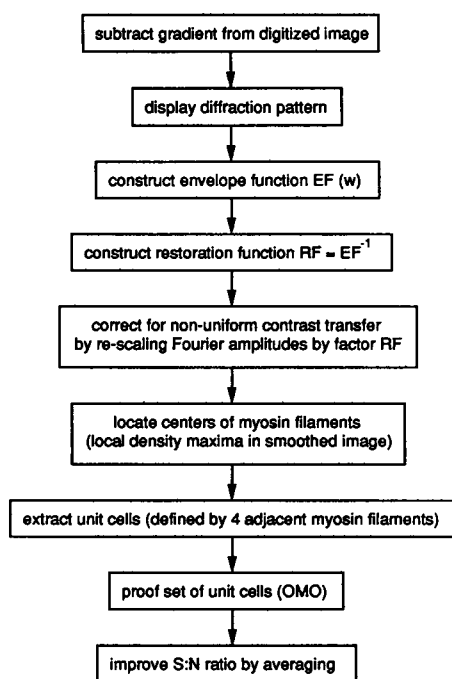 subtract gradient from digitized image
display diffraction pattern
construct envelope function EF (w)
construct restoration function RF = EF⁻¹
correct for non-uniform contrast transfer
by re-scaling Fourier amplitudes by factor RF
locate centers of myosin filaments
(local density maxima in smoothed image)
extract unit cells (defined by 4 adjacent myosin filaments)
proof set of unit cells (OMO)
improve S:N ratio by averaging